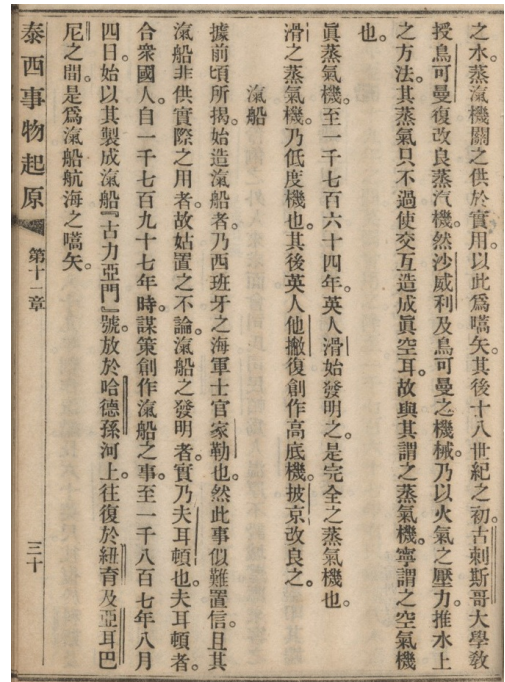 之水。蒸滊機關之供於實用。以此爲嚆矢。其後十八世紀之初。古刺斯哥大學敎
授鳥可曼復改良蒸汽機。然沙威利及鳥可曼之機械。乃以火氣之壓力。推水上
之方法。其蒸氣只不過使交互造成眞空耳。故與其謂之蒸氣機。寧謂之空氣機
也。
眞蒸氣機。至一千七百六十四年。英人滑始發明之。是完全之蒸氣機也。
滑之蒸氣機。乃低度機也。其後英人他撇復創作高底機。披京改良之。
滊船
據前頃所揭。始造滊船者。乃西班牙之海軍士官家勒也。然此事似難置信。且其
滊船非供實際之用者。故姑置之不論。滊船之發明者。實乃夫耳頓也。夫耳頓者。
合衆國人。自一千七百九十七年時。謀策創作滊船之事。至一千八百七年八月
四日。始以其製成滊船『古力亞門』號。放於哈德孫河上。往復於紐育及亞耳巴
尼之間。是爲滊船航海之嚆矢。
泰西事物起原 第十二章 三十